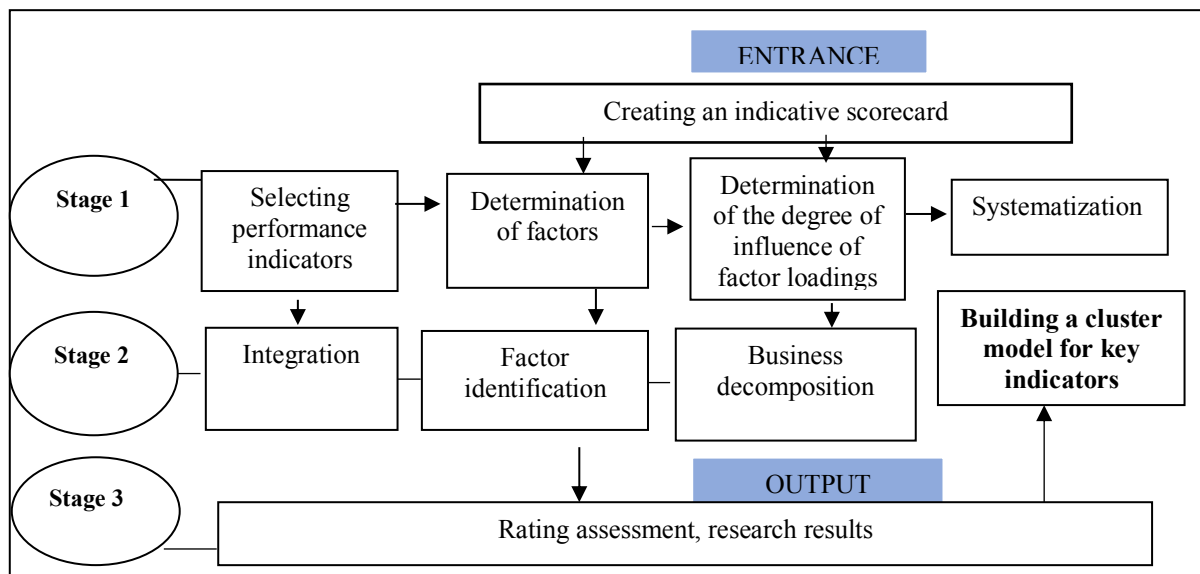 ENTRANCE
Creating an indicative scorecard
Stage 1
Selecting
performance
indicators
Determination
of factors
Determination
of the degree of
influence of
factor loadings
Systematization
Stage 2
Integration
Factor
identification
Business
decomposition
Building a cluster
model for key
indicators
Stage 3
OUTPUT
Rating assessment, research results